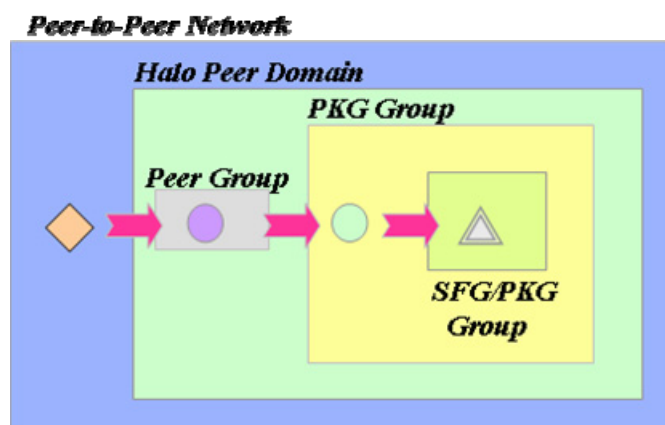 Peer-to-Peer Network
Halo Peer Domain
PKG Group
Peer Group
SFG/PKG
Group